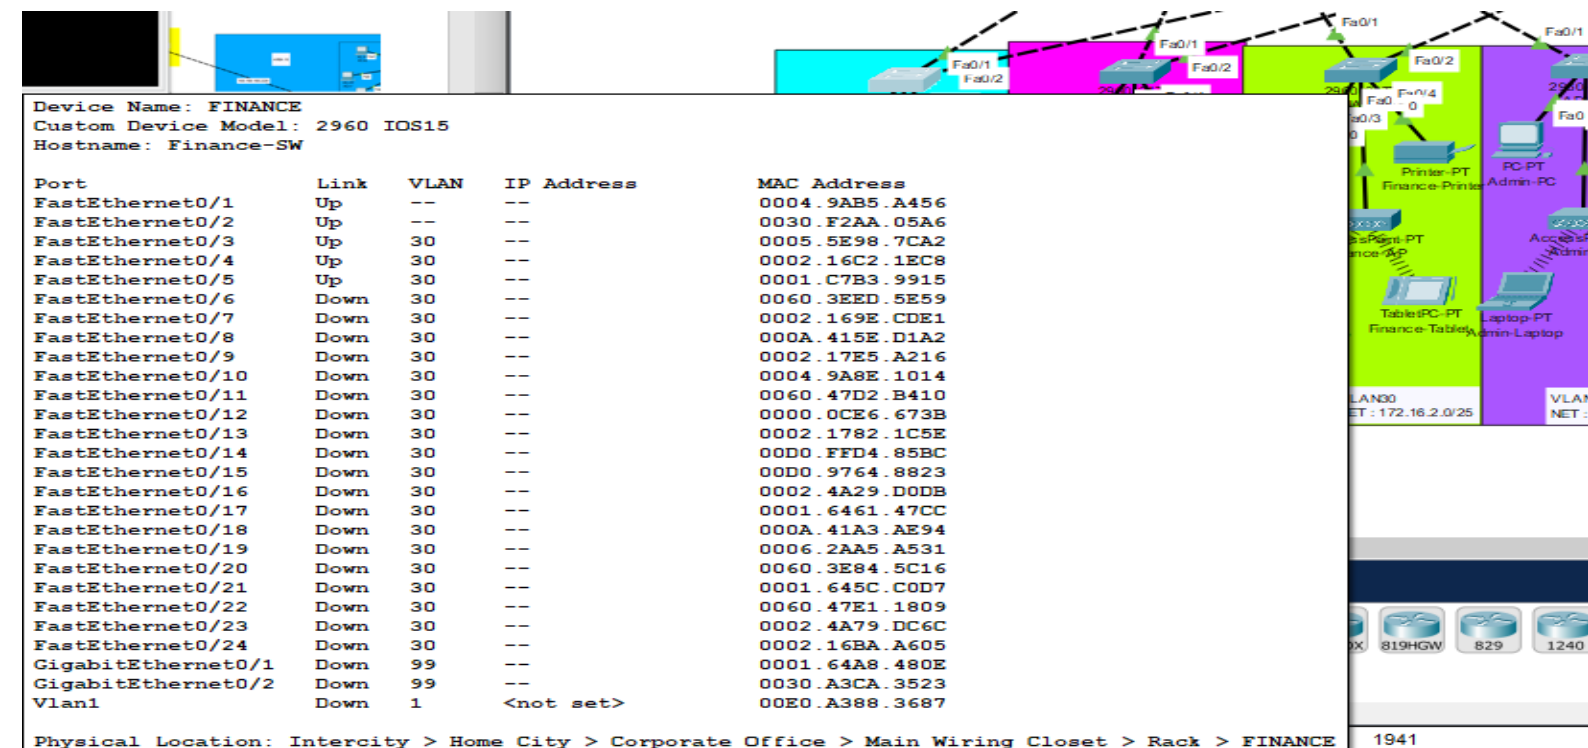 Fa0/1
Fa0/1
Fa0/1
Fa0/1
Fa0/2
Fa0/2
Fa0/2
Device Name: FINANCE
Custom Device Model: 2960 IOS15
Hostname: Finance-SW
Port Link VLAN IP Address MAC Address
FastEthernet0/1 Up -- -- 0004.9AB5.A456
FastEthernet0/2 Up -- -- 0030.F2AA.05A6
FastEthernet0/3 Up 30 -- 0005.5E98.7CA2
FastEthernet0/4 Up 30 -- 0002.16C2.1EC8
FastEthernet0/5 Up 30 -- 0001.C7B3.9915
FastEthernet0/6 Down 30 -- 0060.3EED.5E59
FastEthernet0/7 Down 30 -- 0002.169E.CDE1
FastEthernet0/8 Down 30 -- 000A.415E.D1A2
FastEthernet0/9 Down 30 -- 0002.17E5.A216
FastEthernet0/10 Down 30 -- 0004.9A8E.1014
FastEthernet0/11 Down 30 -- 0060.47D2.B410
FastEthernet0/12 Down 30 -- 0000.0CE6.673B
FastEthernet0/13 Down 30 -- 0002.1782.1C5E
FastEthernet0/14 Down 30 -- 00D0.FFD4.85BC
FastEthernet0/15 Down 30 -- 00D0.9764.8823
FastEthernet0/16 Down 30 -- 0002.4A29.D0DB
FastEthernet0/17 Down 30 -- 0001.6461.47CC
FastEthernet0/18 Down 30 -- 000A.41A3.AE94
FastEthernet0/19 Down 30 -- 0006.2AA5.A531
FastEthernet0/20 Down 30 -- 0060.3E84.5C16
FastEthernet0/21 Down 30 -- 0001.645C.C0D7
FastEthernet0/22 Down 30 -- 0060.47E1.1809
FastEthernet0/23 Down 30 -- 0002.4A79.DC6C
FastEthernet0/24 Down 30 -- 0002.16BA.A605
GigabitEthernet0/1 Down 99 -- 0001.64A8.480E
GigabitEthernet0/2 Down 99 -- 0030.A3CA.3523
Vlan1 Down 1 <not set> 00E0.A388.3687
Physical Location: Intercity > Home City > Corporate Office > Main Wiring Closet > Rack > FINANCE
Fa0
Printer-PT
Finance-Printer
PC-PT
Admin-PC
TabletPC-PT
Finance-Tablet
Laptop-PT
Admin-Laptop
LAN30
ET : 172.16.2.0/25
VLAN
NET :
819HGW
829
1240
1941